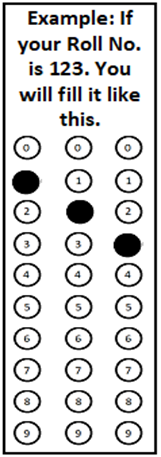 Example: If
your Roll No.
is 123. You
will fill it like
this.
0 0 0
1 1
2 2
3 3
4 4 4
5 5 5
6 6 6
7 7 7
8 8 8
9 9 9